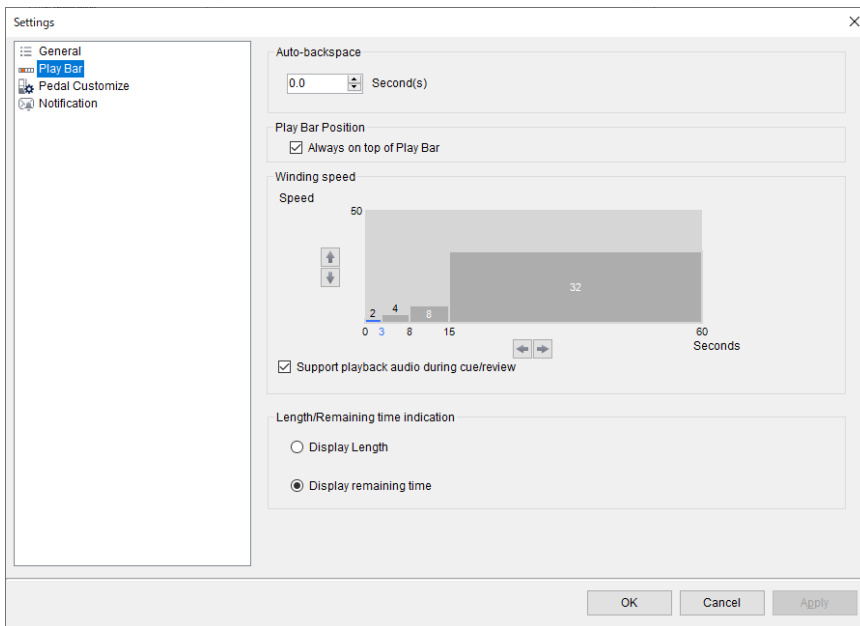 Settings
General
Play Bar
Pedal Customize
Notification
Auto-backspace
0.0 Second(s)
Play Bar Position
Always on top of Play Bar
Winding speed
Speed
50
32
2 4 8
0 3 8 15 60
Seconds
Support playback audio during cue/review
Length/Remaining time indication
Display Length
Display remaining time
OK Cancel Apply